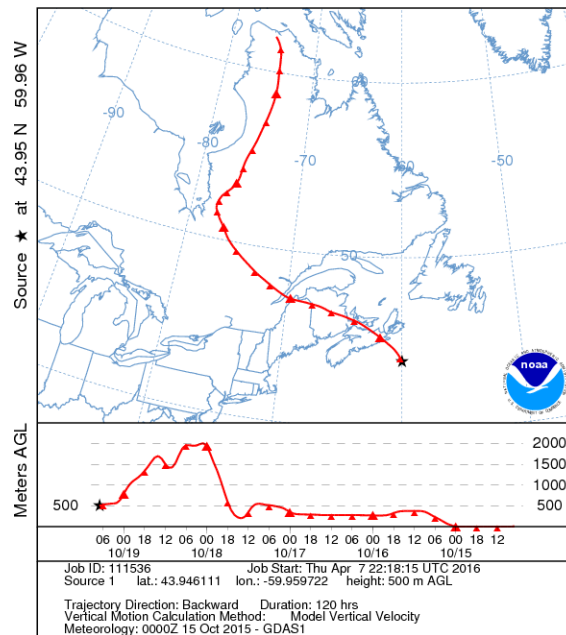 Source ★ at 43.95 N 59.96 W
-90
-80
-70
60
-60
-50
50
noaa
Meters AGL
2000
1500
1000
500
500
06 00 18 12 06 00 18 12 06 00 18 12 06 00 18 12 06 00 18 12
10/19 10/18 10/17 10/16 10/15
Job ID: 111536 Job Start: Thu Apr 7 22:18:15 UTC 2016
Source 1 lat.: 43.946111 lon.: -59.959722 height: 500 m AGL
Trajectory Direction: Backward Duration: 120 hrs
Vertical Motion Calculation Method: Model Vertical Velocity
Meteorology: 0000Z 15 Oct 2015 - GDAS1